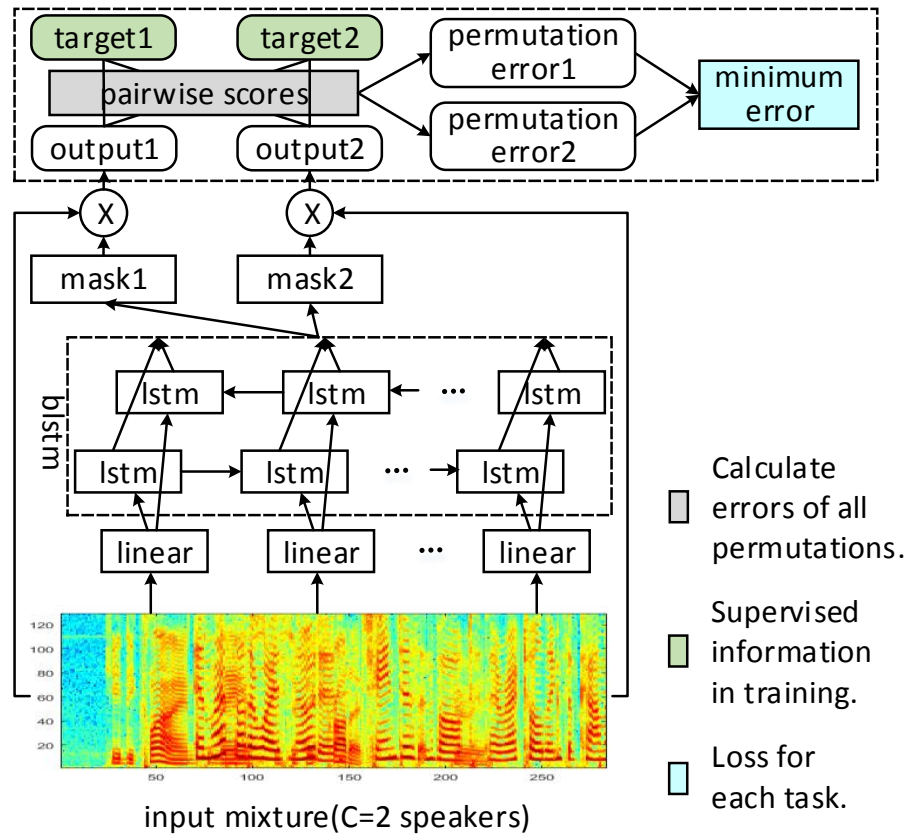 target1
target2
permutation
error1
pairwise scores
minimum
error
permutation
error2
output1
output2
X
X
mask1
mask2
blstm
lstm
lstm
...
lstm
lstm
lstm
...
lstm
linear
linear
...
linear
Calculate
errors of all
permutations.
Supervised
information
in training.
Loss for
each task.
120
100
80
60
40
20
50
100
150
200
250
input mixture(C=2 speakers)